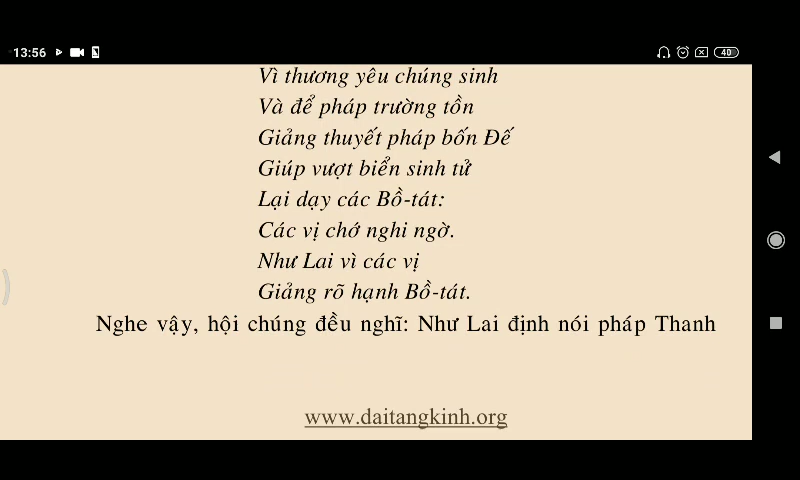 13:56
40
Vì thương yêu chúng sinh
Và để pháp trường tồn
Giảng thuyết pháp bốn Đế
Giúp vượt biển sinh tử
Lại dạy các Bồ-tát:
Các vị chớ nghi ngờ.
Như Lai vì các vị
Giảng rõ hạnh Bồ-tát.
Nghe vậy, hội chúng đều nghĩ: Như Lai định nói pháp Thanh
www.daitangkinh.org